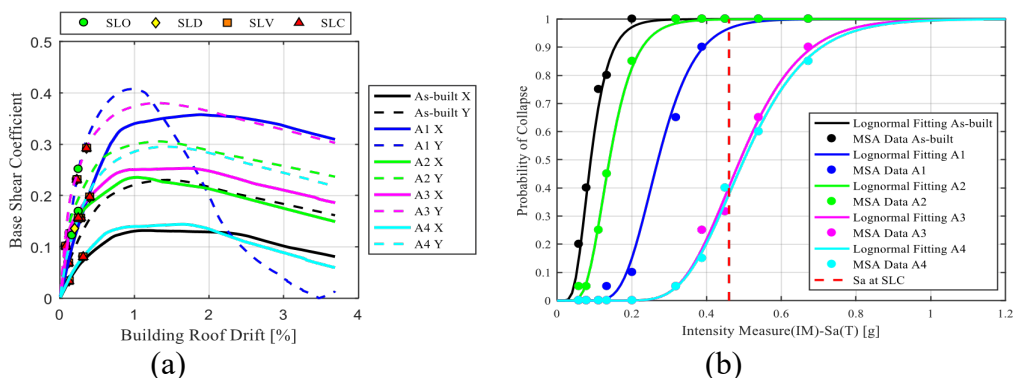 SLO SLD SLV SLC
0.5
0.4
0.3
0.2
0.1
0
0 1 2 3 4
Base Shear Coefficient
Building Roof Drift [%]
As-built X
As-built Y
A1 X
A1 Y
A2 X
A2 Y
A3 X
A3 Y
A4 X
A4 Y
(a)
1
0.9
0.8
0.7
0.6
0.5
0.4
0.3
0.2
0.1
0
0 0.2 0.4 0.6 0.8 1 1.2
Probability of Collapse
Intensity Measure(IM)-Sa(T) [g]
Lognormal Fitting As-built
MSA Data As-built
Lognormal Fitting A1
MSA Data A1
Lognormal Fitting A2
MSA Data A2
Lognormal Fitting A3
MSA Data A3
Lognormal Fitting A4
MSA Data A4
Sa at SLC
(b)